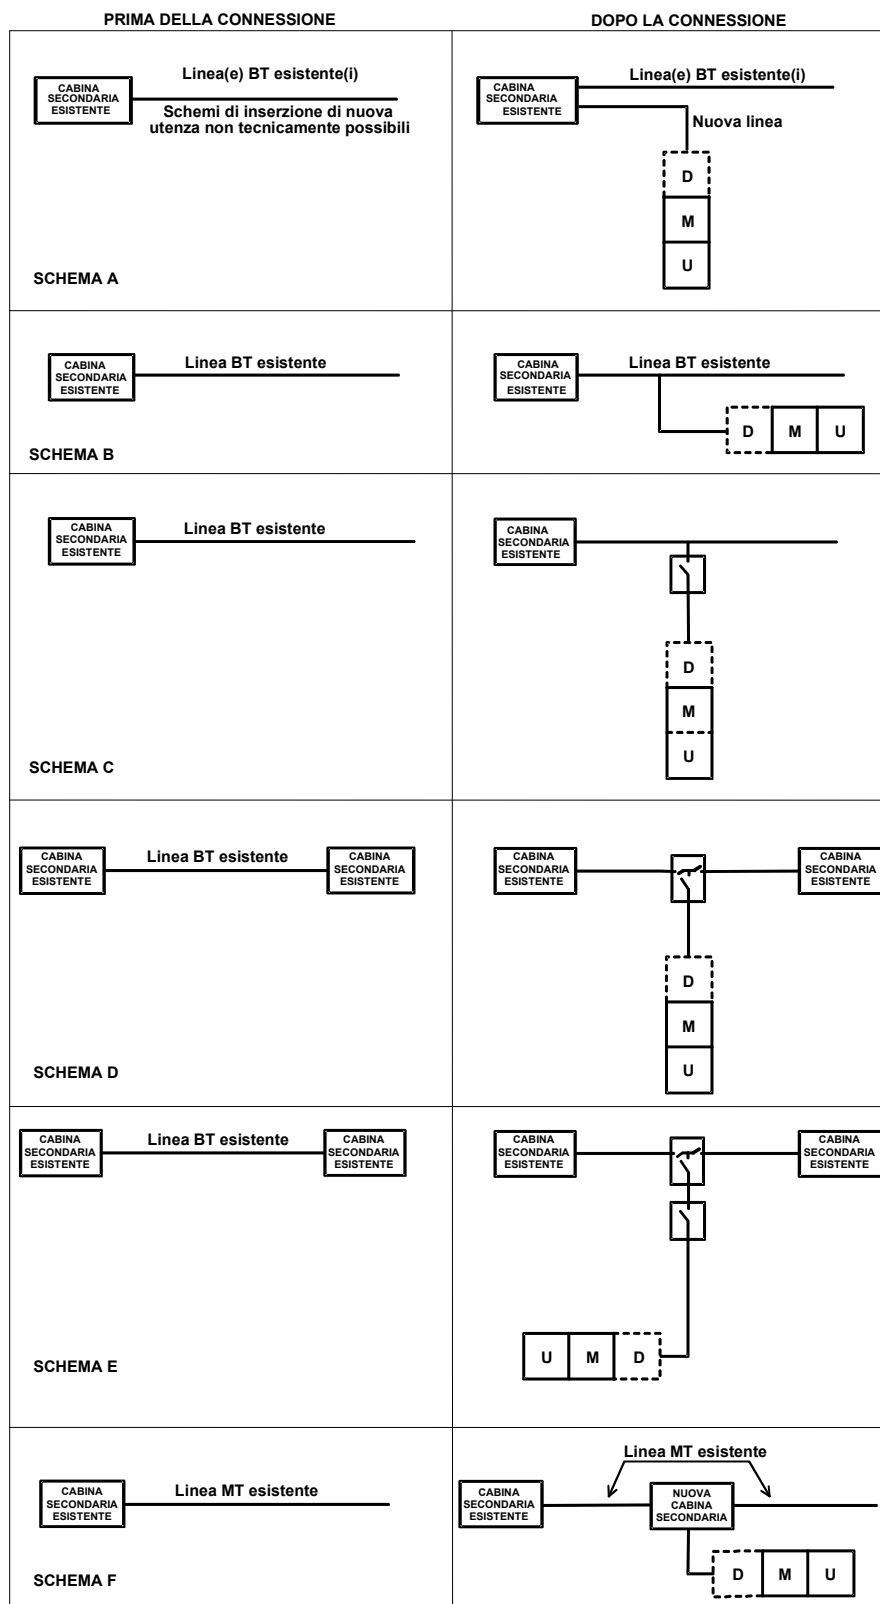 PRIMA DELLA CONNESSIONE
DOPO LA CONNESSIONE
CABINA
SECONDARIA
ESISTENTE
Linea(e) BT esistente(i)
Schemi di inserzione di nuova
utenza non tecnicamente possibili
SCHEMA A
CABINA
SECONDARIA
ESISTENTE
Linea(e) BT esistente(i)
Nuova linea
D
M
U
CABINA
SECONDARIA
ESISTENTE
Linea BT esistente
SCHEMA B
CABINA
SECONDARIA
ESISTENTE
Linea BT esistente
D M U
CABINA
SECONDARIA
ESISTENTE
Linea BT esistente
SCHEMA C
CABINA
SECONDARIA
ESISTENTE
D
M
U
CABINA
SECONDARIA
ESISTENTE
Linea BT esistente
CABINA
SECONDARIA
ESISTENTE
SCHEMA D
CABINA
SECONDARIA
ESISTENTE
CABINA
SECONDARIA
ESISTENTE
D
M
U
CABINA
SECONDARIA
ESISTENTE
Linea BT esistente
CABINA
SECONDARIA
ESISTENTE
SCHEMA E
CABINA
SECONDARIA
ESISTENTE
CABINA
SECONDARIA
ESISTENTE
U M D
CABINA
SECONDARIA
ESISTENTE
Linea MT esistente
SCHEMA F
Linea MT esistente
CABINA
SECONDARIA
ESISTENTE
NUOVA
CABINA
SECONDARIA
D M U